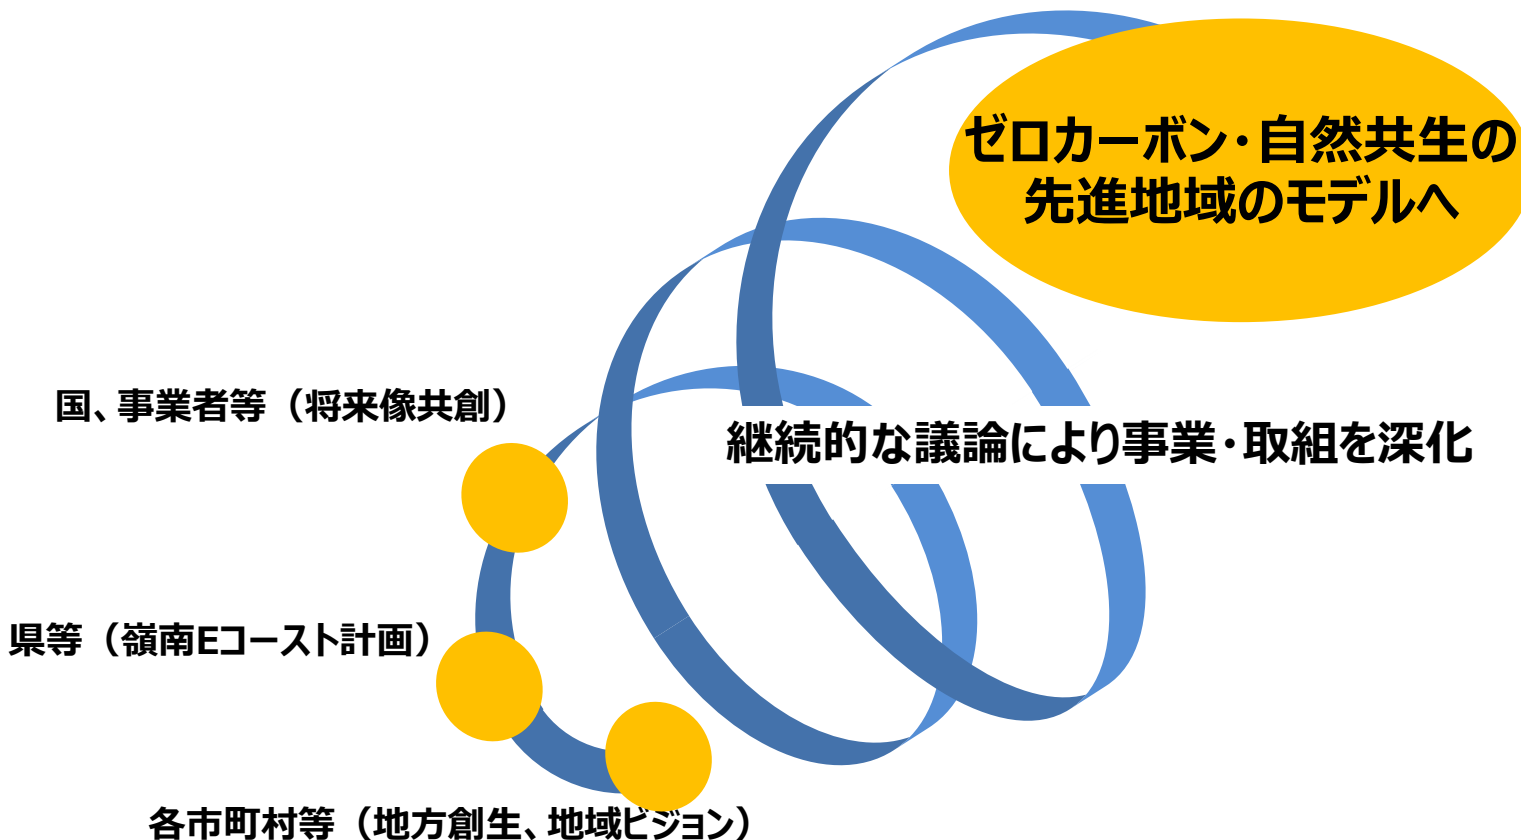 ゼロカーボン・自然共生の
先進地域のモデルへ
国、事業者等（将来像共創）
継続的な議論により事業・取組を深化
県等（嶺南Eコースト計画）
各市町村等（地方創生、地域ビジョン）